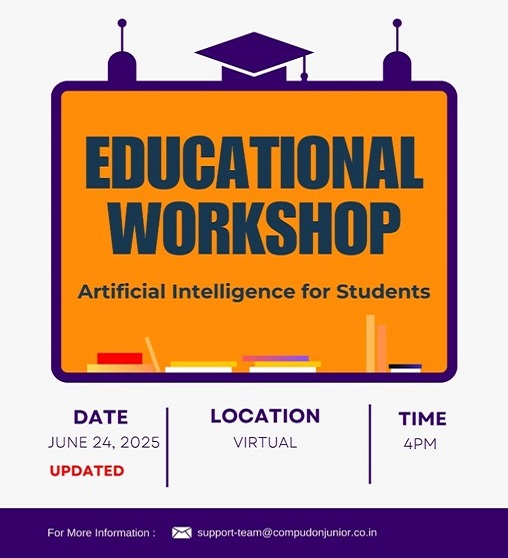 EDUCATIONAL
WORKSHOP
Artificial Intelligence for Students
DATE
JUNE 24, 2025
UPDATED
LOCATION
VIRTUAL
TIME
4PM
For More Information : support-team@compudonjunior.co.in